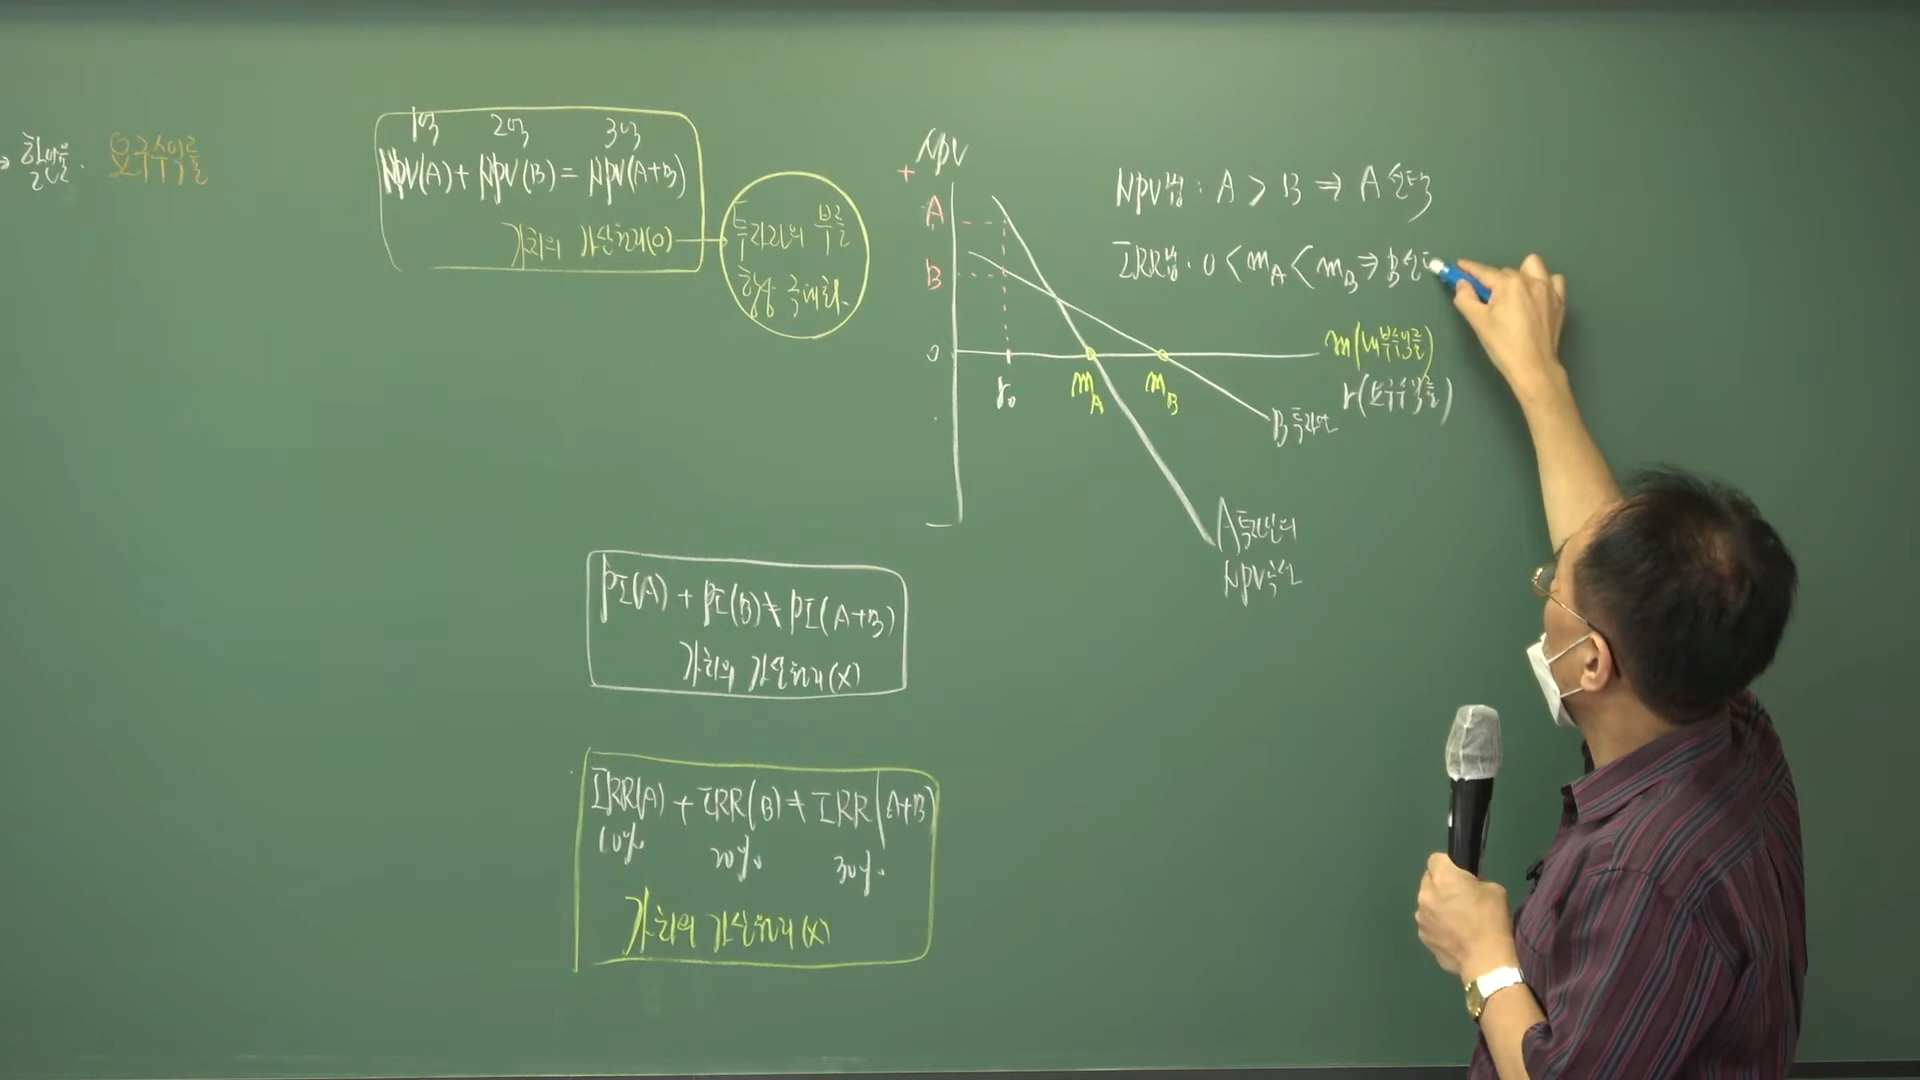 → 할인율. 요구수익률
1억 2억 3억
NPV(A) + NPV(B) = NPV(A+B)
가치의 가산원리(O)
투자자의 부를
항상 극대화
PI(A) + PI(B) ≠ PI(A+B)
가치의 가산원리(X)
IRR(A) + IRR(B) ≠ IRR(A+B)
10% 20% 30%
가치의 가산원리(X)
NPV
+
A
B
0
r₀
m_A
m_B
m(내부수익률)
r(요구수익률)
B투자안
A투자안의
NPV곡선
NPV법 : A > B ⇒ A 선택
IRR법 : 0 < m_A < m_B ⇒ B선택